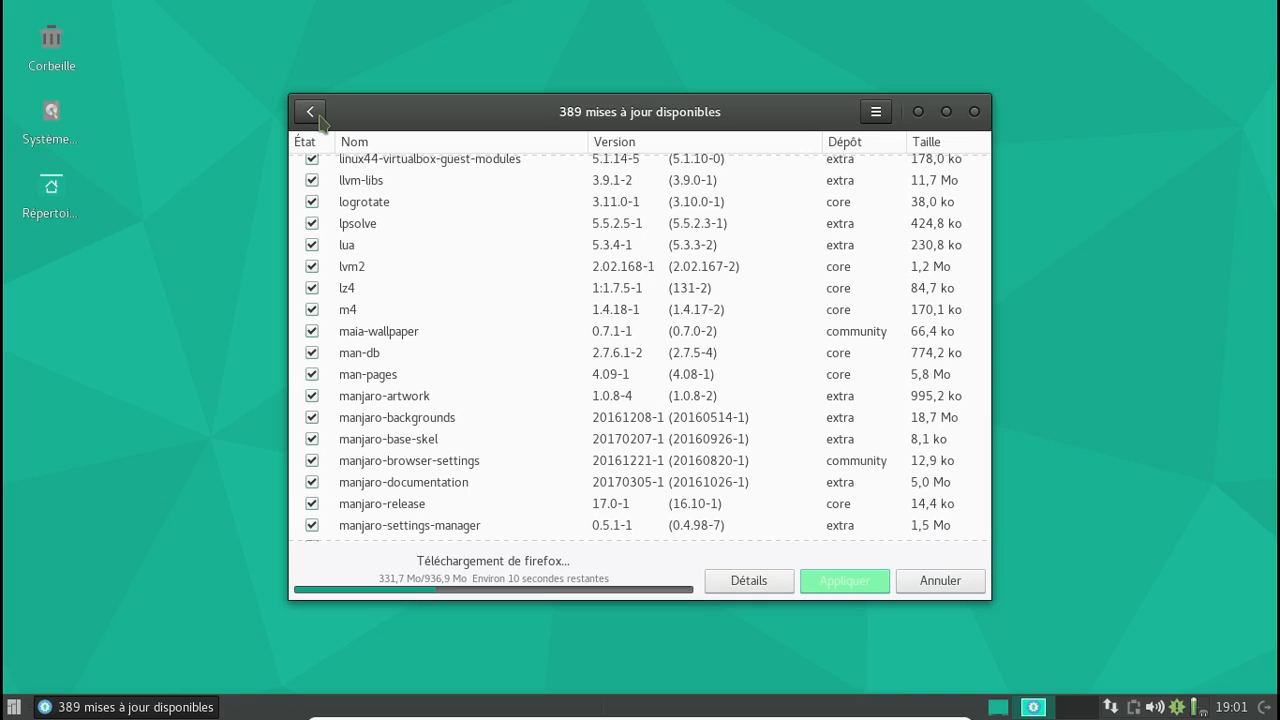 Corbeille
Système...
Répertoi...
389 mises à jour disponibles
État Nom Version Dépôt Taille
linux44-virtualbox-guest-modules 5.1.14-5 (5.1.10-0) extra 178,0 ko
llvm-libs 3.9.1-2 (3.9.0-1) extra 11,7 Mo
logrotate 3.11.0-1 (3.10.0-1) core 38,0 ko
lpsolve 5.5.2.5-1 (5.5.2.3-1) extra 424,8 ko
lua 5.3.4-1 (5.3.3-2) extra 230,8 ko
lvm2 2.02.168-1 (2.02.167-2) core 1,2 Mo
lz4 1:1.7.5-1 (131-2) core 84,7 ko
m4 1.4.18-1 (1.4.17-2) core 170,1 ko
maia-wallpaper 0.7.1-1 (0.7.0-2) community 66,4 ko
man-db 2.7.6.1-2 (2.7.5-4) core 774,2 ko
man-pages 4.09-1 (4.08-1) core 5,8 Mo
manjaro-artwork 1.0.8-4 (1.0.8-2) extra 995,2 ko
manjaro-backgrounds 20161208-1 (20160514-1) extra 18,7 Mo
manjaro-base-skel 20170207-1 (20160926-1) extra 8,1 ko
manjaro-browser-settings 20161221-1 (20160820-1) community 12,9 ko
manjaro-documentation 20170305-1 (20161026-1) extra 5,0 Mo
manjaro-release 17.0-1 (16.10-1) core 14,4 ko
manjaro-settings-manager 0.5.1-1 (0.4.98-7) extra 1,5 Mo
Téléchargement de firefox...
331,7 Mo/936,9 Mo Environ 10 secondes restantes
Détails Appliquer Annuler
389 mises à jour disponibles 19:01